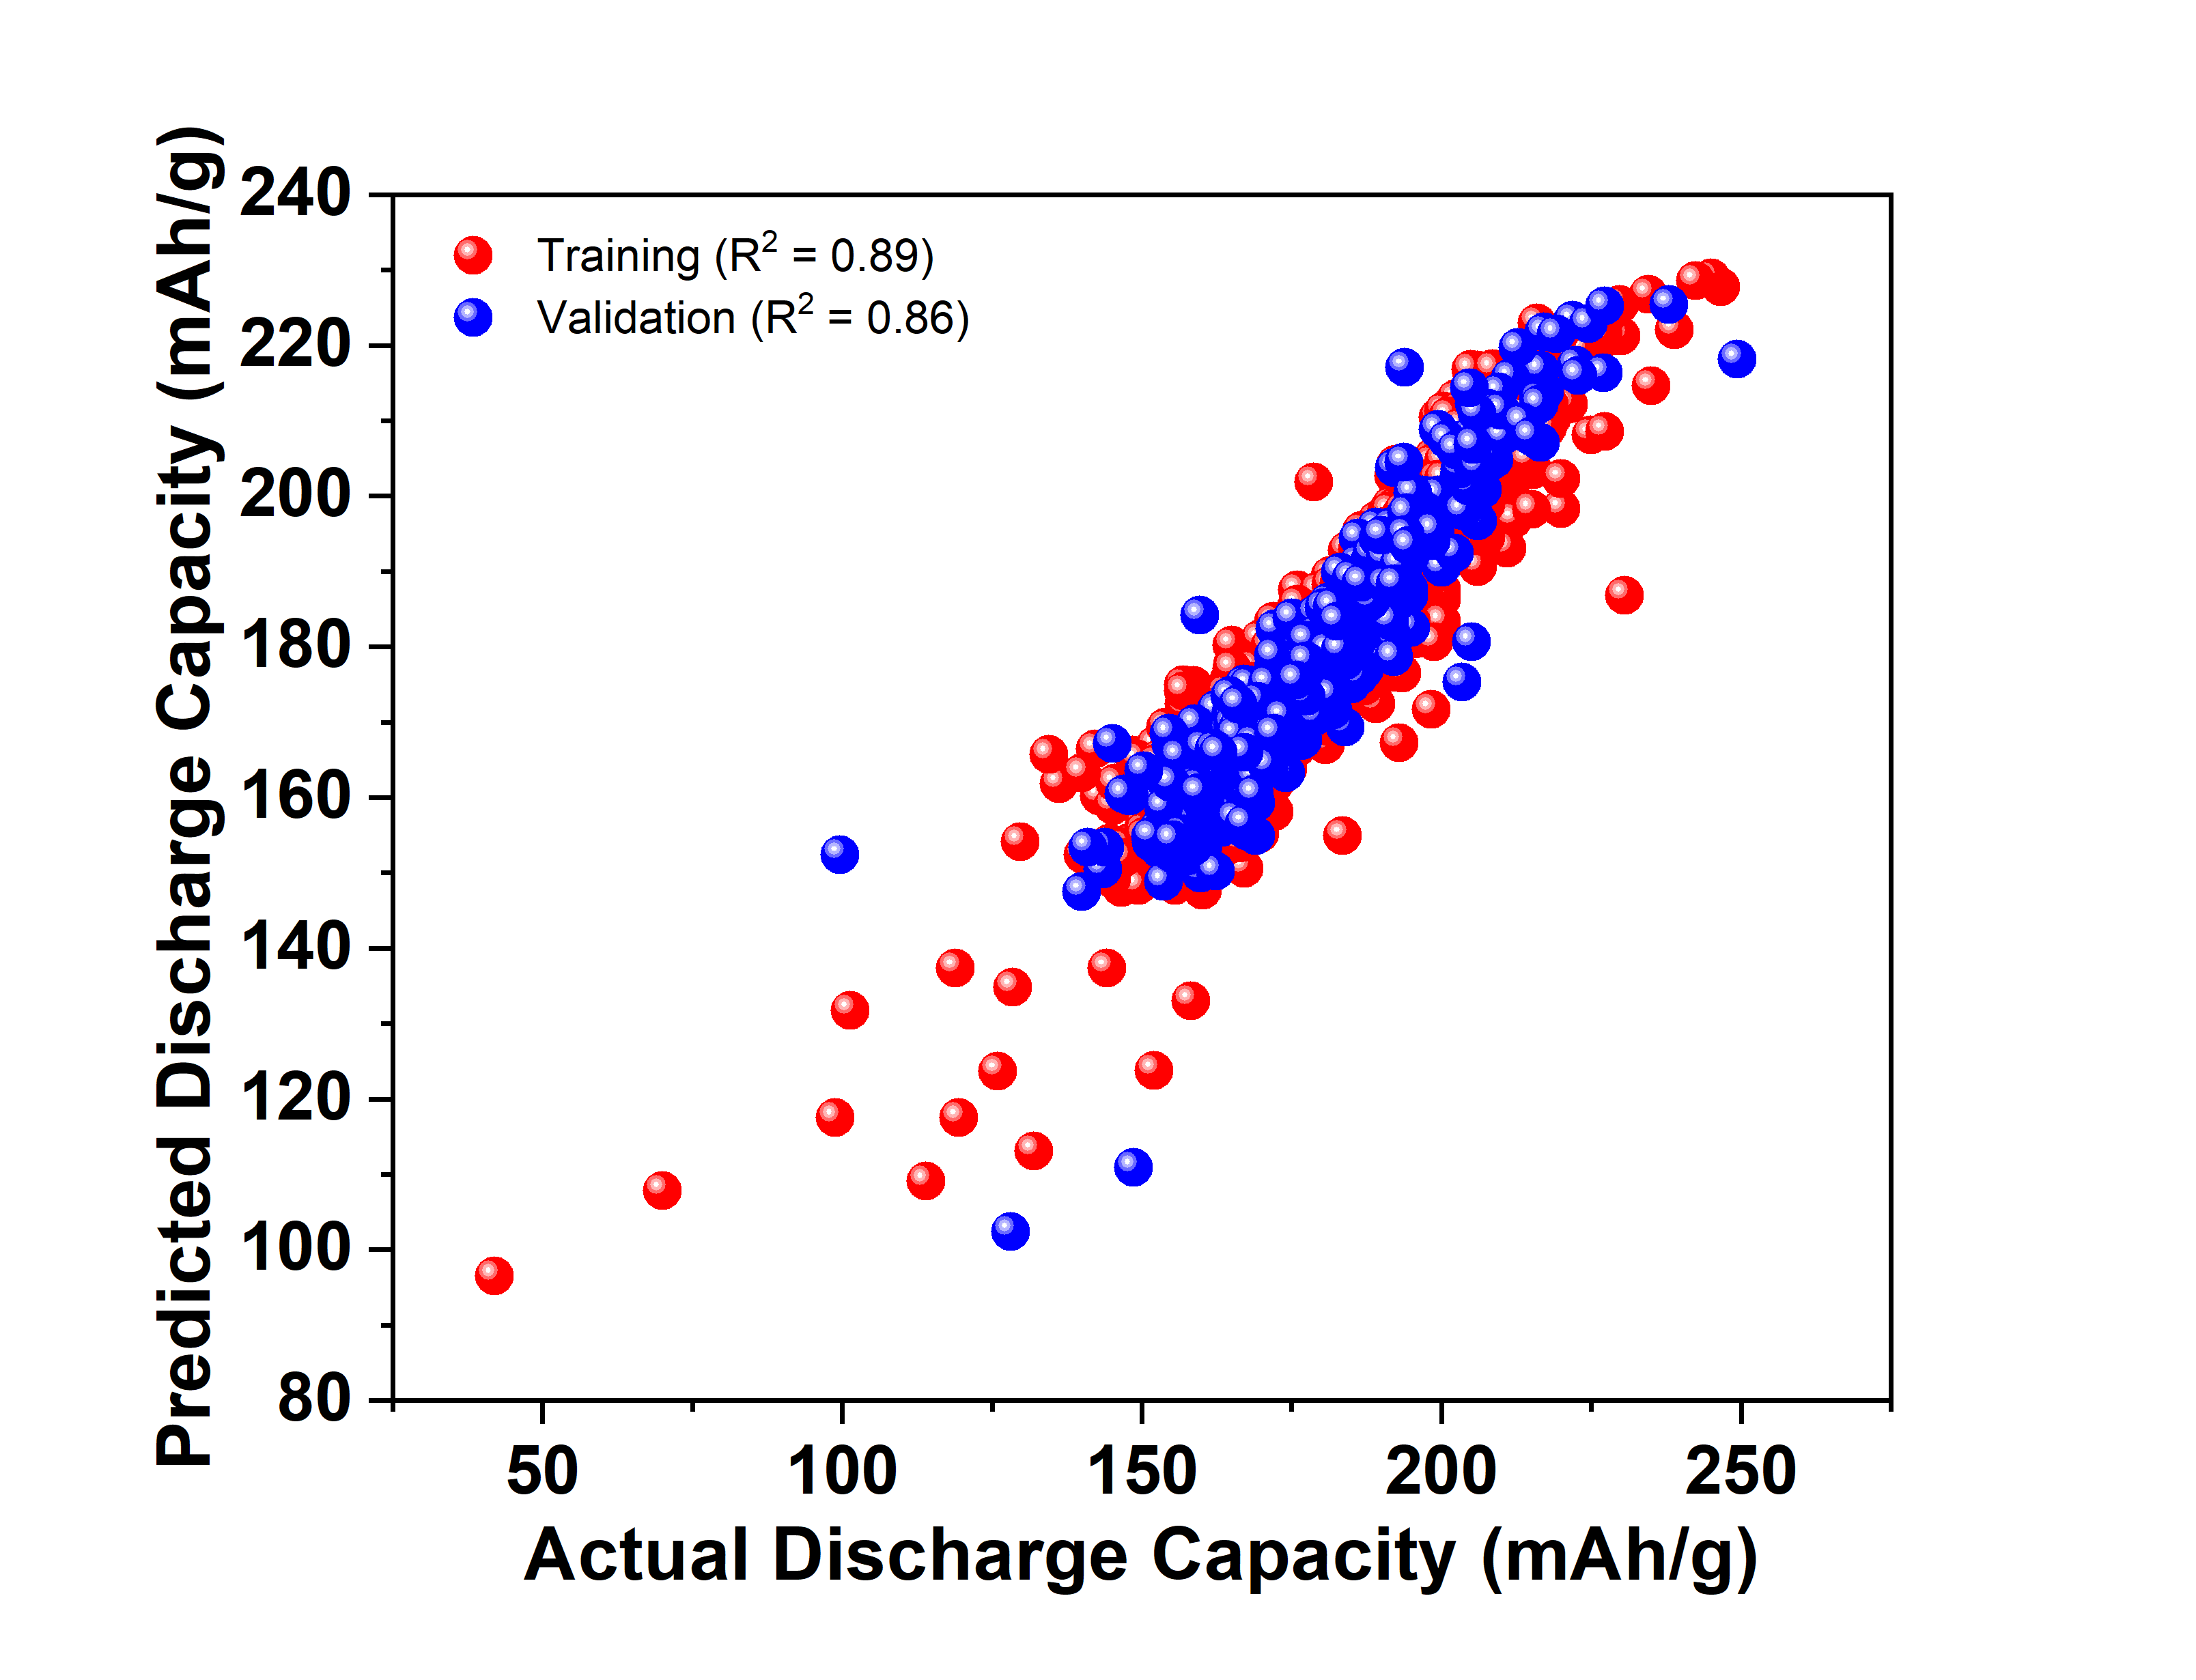 Predicted Discharge Capacity (mAh/g)
240
220
200
180
160
140
120
100
80
Training (R² = 0.89)
Validation (R² = 0.86)
50 100 150 200 250
Actual Discharge Capacity (mAh/g)